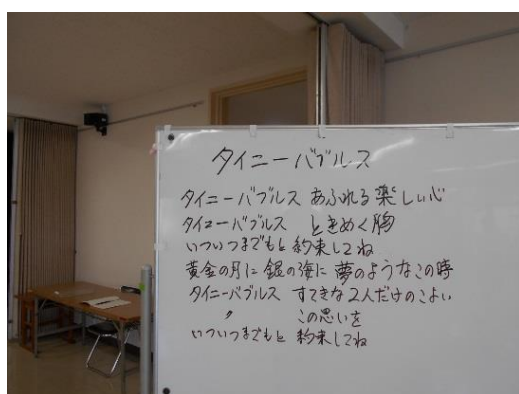 タイニーバブルス
タイニーバブルス あふれる楽しい心
タイニーバブルス ときめく胸
いついつまでもと約束してね
黄金の月に 銀の海に 夢のようなこの時
タイニーバブルス すてきな2人だけのこよい
〃 この思いを
いついつまでもと 約束してね